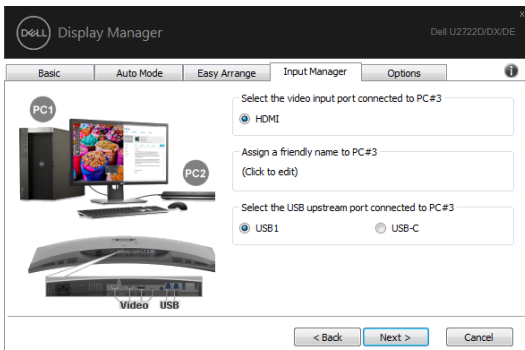 DELL Display Manager
Dell U2722D/DX/DE
x
Basic Auto Mode Easy Arrange Input Manager Options i
PC1
PC2
Video USB
Select the video input port connected to PC#3
HDMI
Assign a friendly name to PC#3
(Click to edit)
Select the USB upstream port connected to PC#3
USB1 USB-C
< Back Next > Cancel